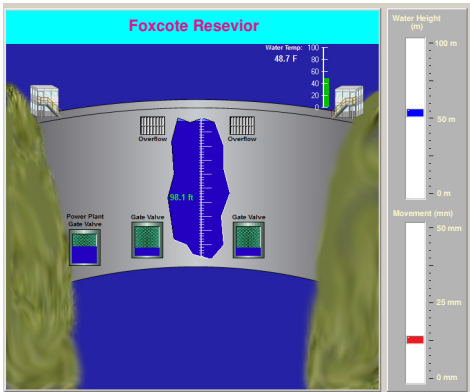 Foxcote Resevior
Water Temp:
48.7 F
100
80
60
40
20
0
Overflow
Overflow
98.1 ft
Power Plant
Gate Valve
Gate Valve
Gate Valve
Water Height
(m)
100 m
50 m
0 m
Movement (mm)
50 mm
25 mm
0 mm